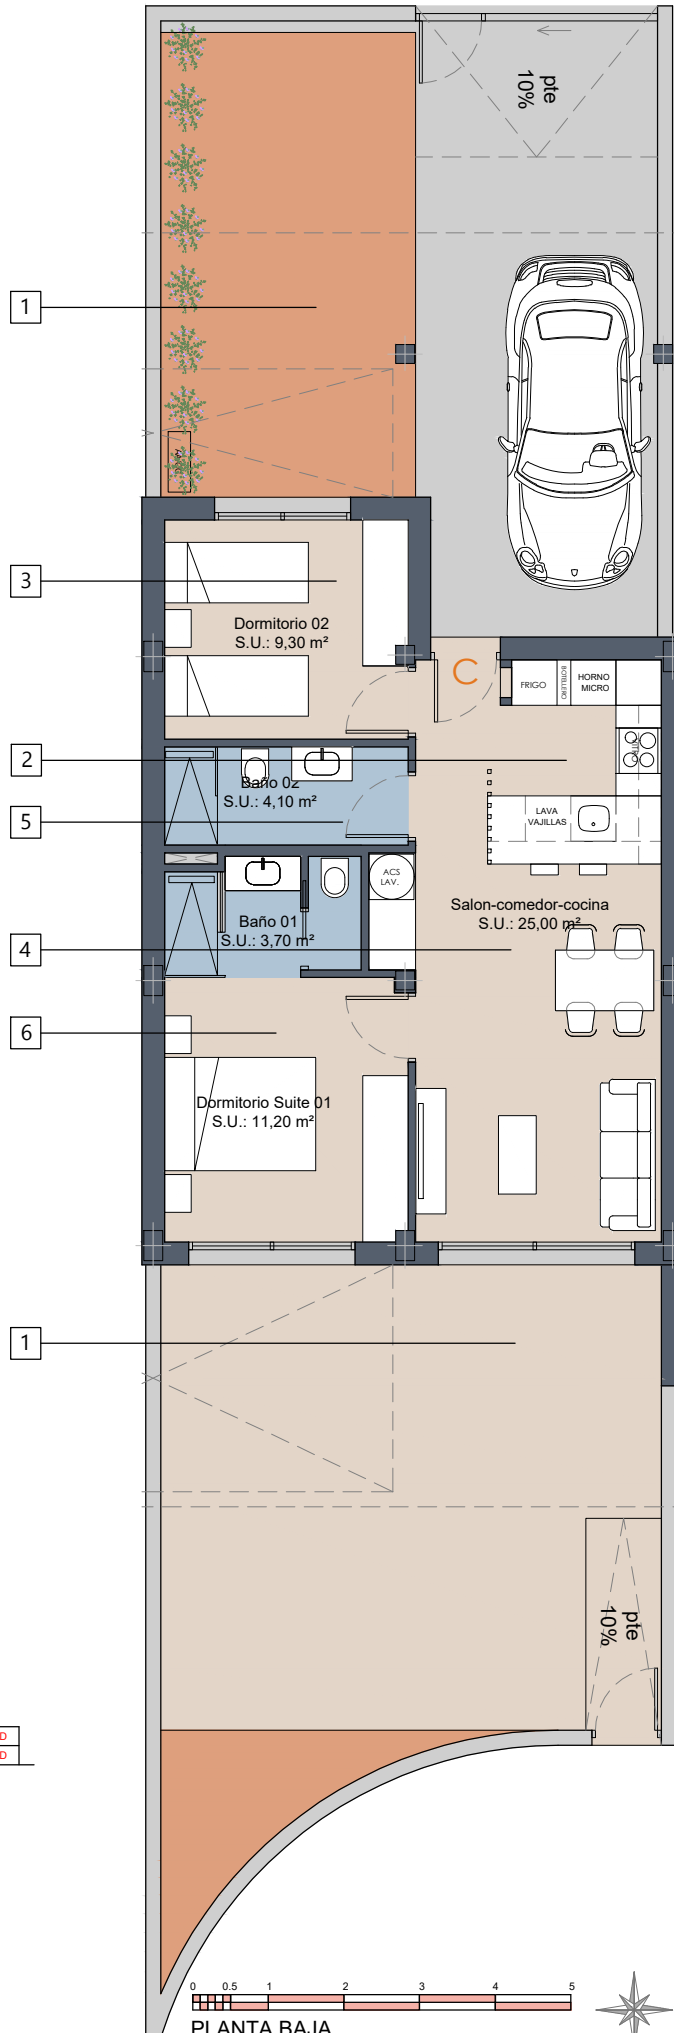 pte
10%
1
3
Dormitorio 02
S.U.: 9,30 m²
C
FRIGO
BOTELLERO
HORNO
MICRO
VITRO
2
Baño 02
S.U.: 4,10 m²
5
LAVA
VAJILLAS
ACS
LAV.
Baño 01
S.U.: 3,70 m²
Salon-comedor-cocina
S.U.: 25,00 m²
4
6
Dormitorio Suite 01
S.U.: 11,20 m²
1
pte
10%
D
D
0 0.5 1 2 3 4 5
PLANTA BAJA